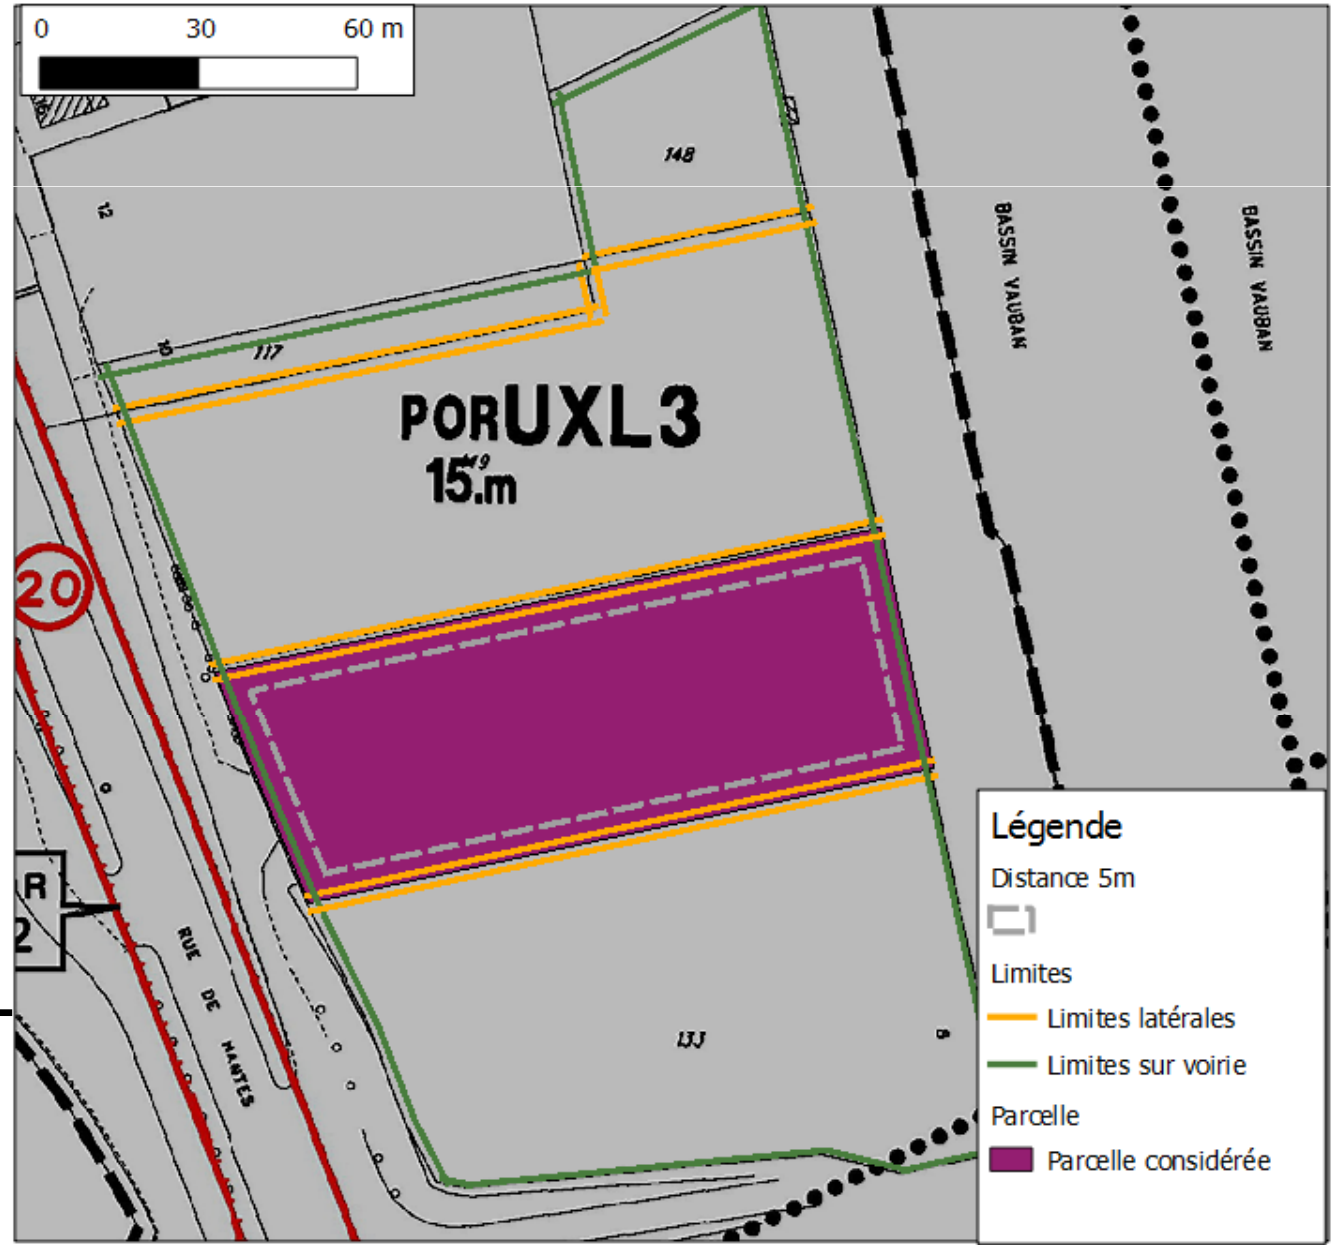 0 30 60 m
148
12
BASSIN VAUBAN
BASSIN VAUBAN
10
117
PORUXL3
15.m
20
R
2
RUE DE NANTES
133
Légende
Distance 5m
Limites
Limites latérales
Limites sur voirie
Parcelle
Parcelle considérée